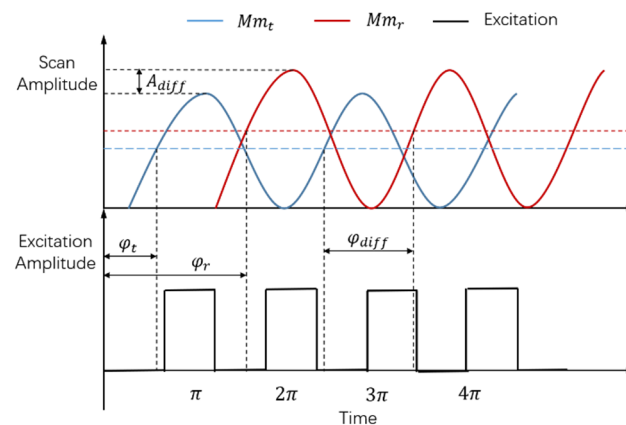 Mm_t Mm_r Excitation
Scan
Amplitude
A_diff
Excitation
Amplitude
φ_t
φ_r
φ_diff
π 2π 3π 4π
Time